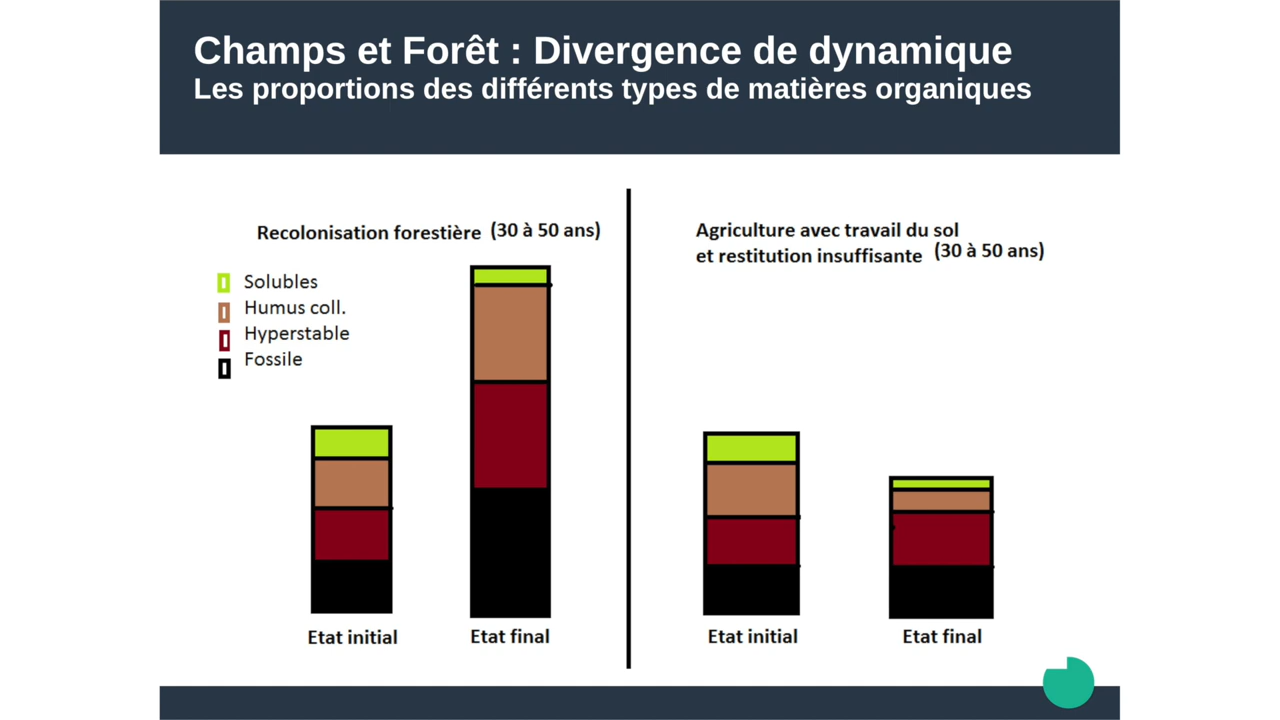 Champs et Forêt : Divergence de dynamique
Les proportions des différents types de matières organiques
Recolonisation forestière (30 à 50 ans)
Solubles
Humus coll.
Hyperstable
Fossile
Etat initial
Etat final
Agriculture avec travail du sol
et restitution insuffisante (30 à 50 ans)
Etat initial
Etat final